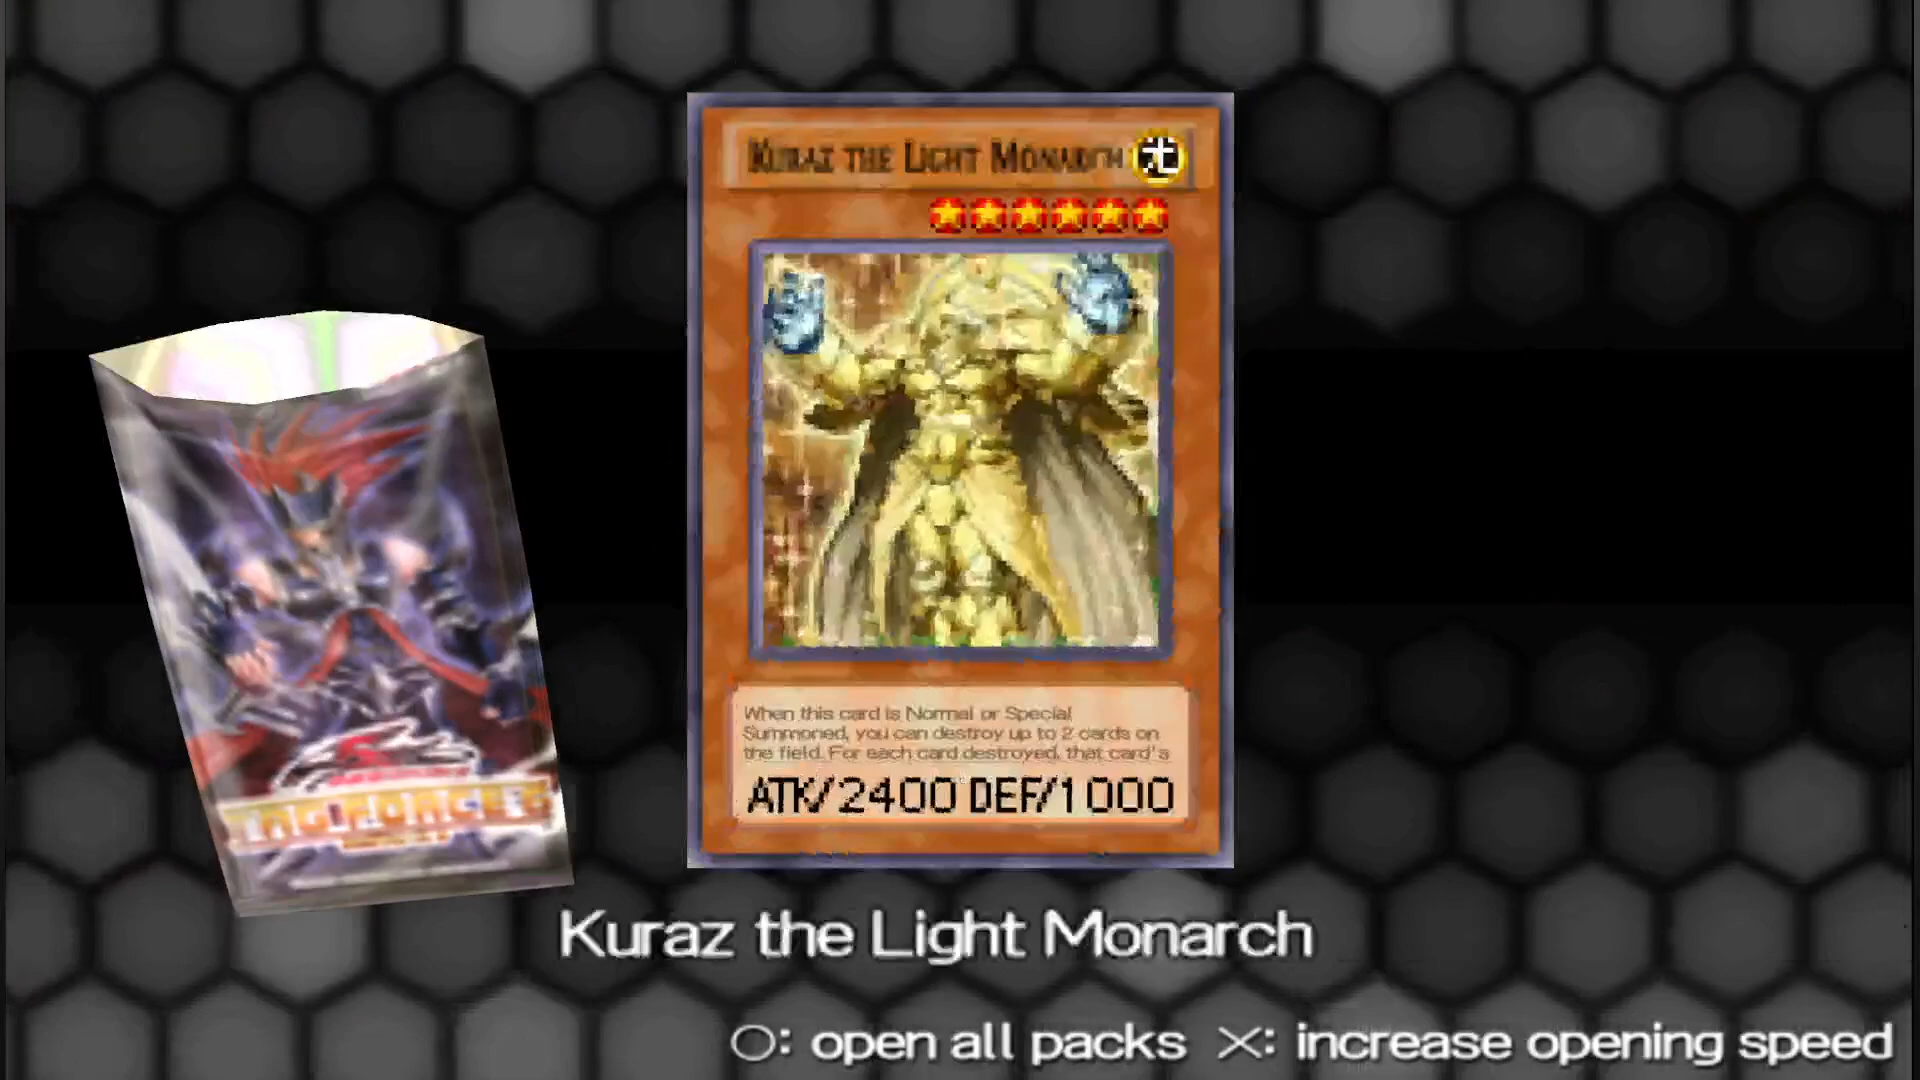 Kuraz the Light Monarch
When this card is Normal or Special
Summoned, you can destroy up to 2 cards on
the field. For each card destroyed, that card's
ATK/2400 DEF/1000
Kuraz the Light Monarch
○: open all packs ×: increase opening speed